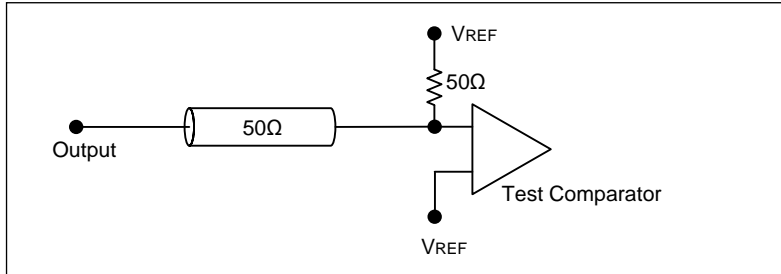 VREF
50Ω
50Ω
Output
Test Comparator
VREF